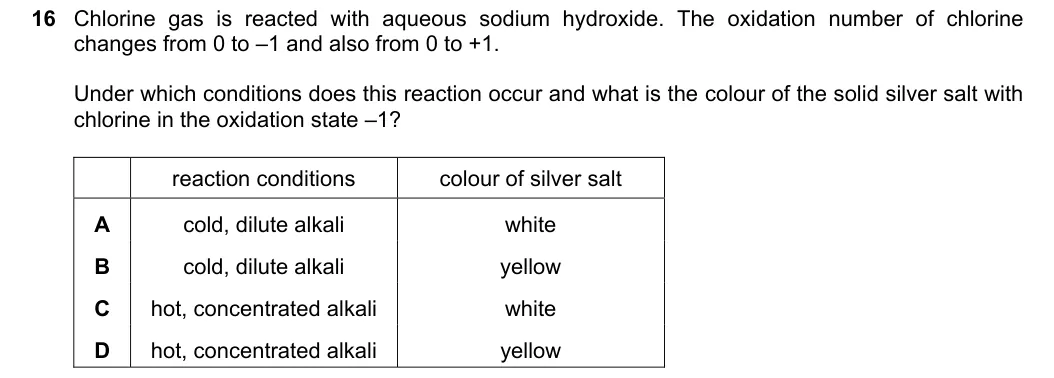 16 Chlorine gas is reacted with aqueous sodium hydroxide. The oxidation number of chlorine
changes from 0 to –1 and also from 0 to +1.
Under which conditions does this reaction occur and what is the colour of the solid silver salt with
chlorine in the oxidation state –1?
reaction conditions colour of silver salt
A cold, dilute alkali white
B cold, dilute alkali yellow
C hot, concentrated alkali white
D hot, concentrated alkali yellow